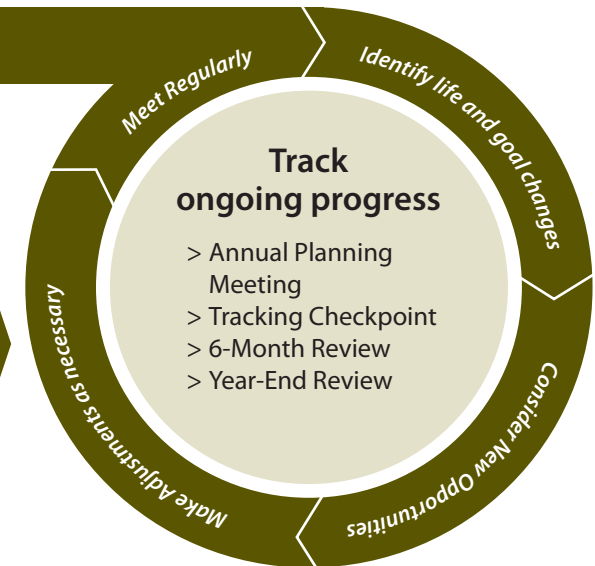 Meet Regularly
Identify life and goal changes
Consider New Opportunities
Make Adjustments as necessary
Track
ongoing progress
> Annual Planning
Meeting
> Tracking Checkpoint
> 6-Month Review
> Year-End Review